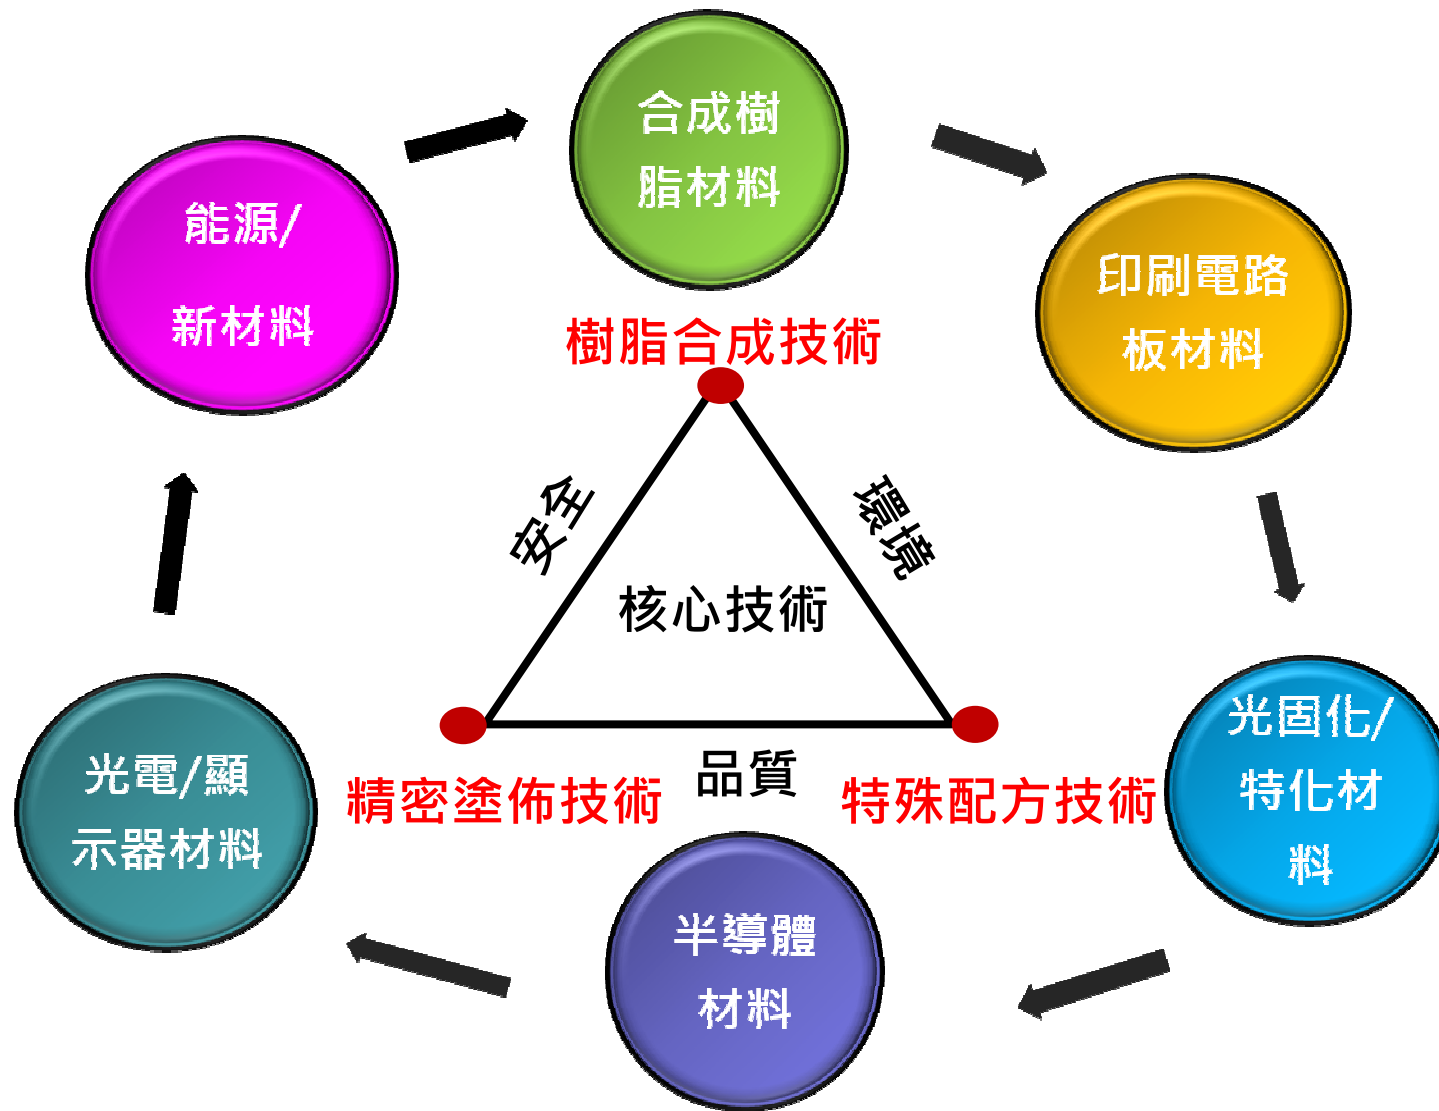 合成樹
脂材料
能源/
新材料
印刷電路
板材料
樹脂合成技術
安全
環境
核心技術
光固化/
特化材
料
光電/顯
示器材料
品質
精密塗佈技術
特殊配方技術
半導體
材料